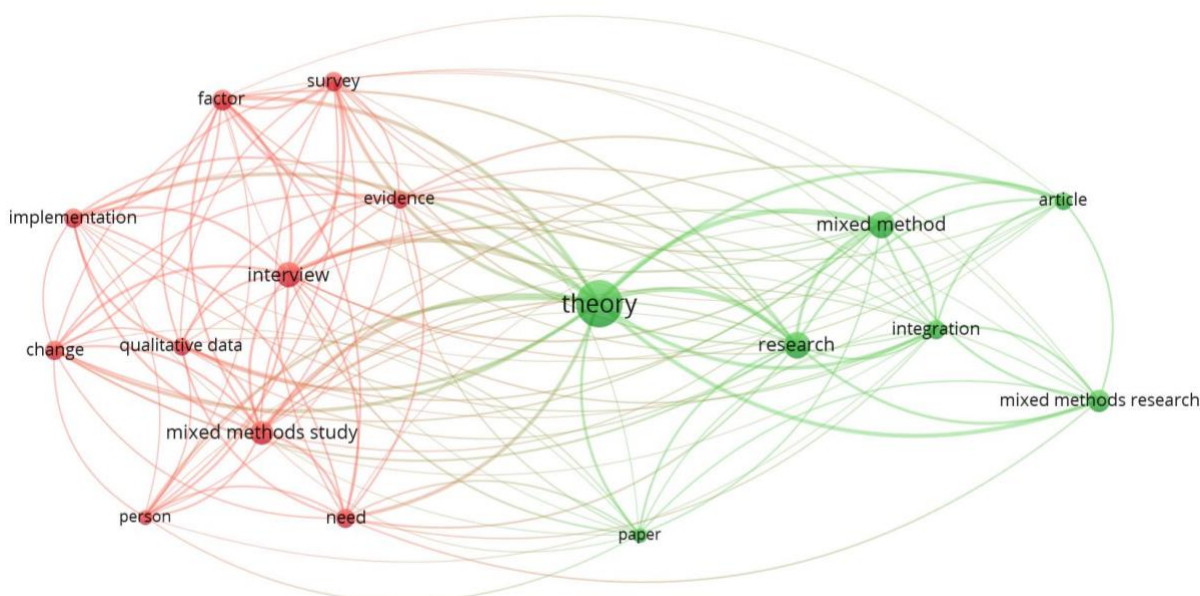 survey
factor
evidence
article
implementation
mixed method
interview
theory
integration
research
change
qualitative data
mixed methods research
mixed methods study
person
need
paper